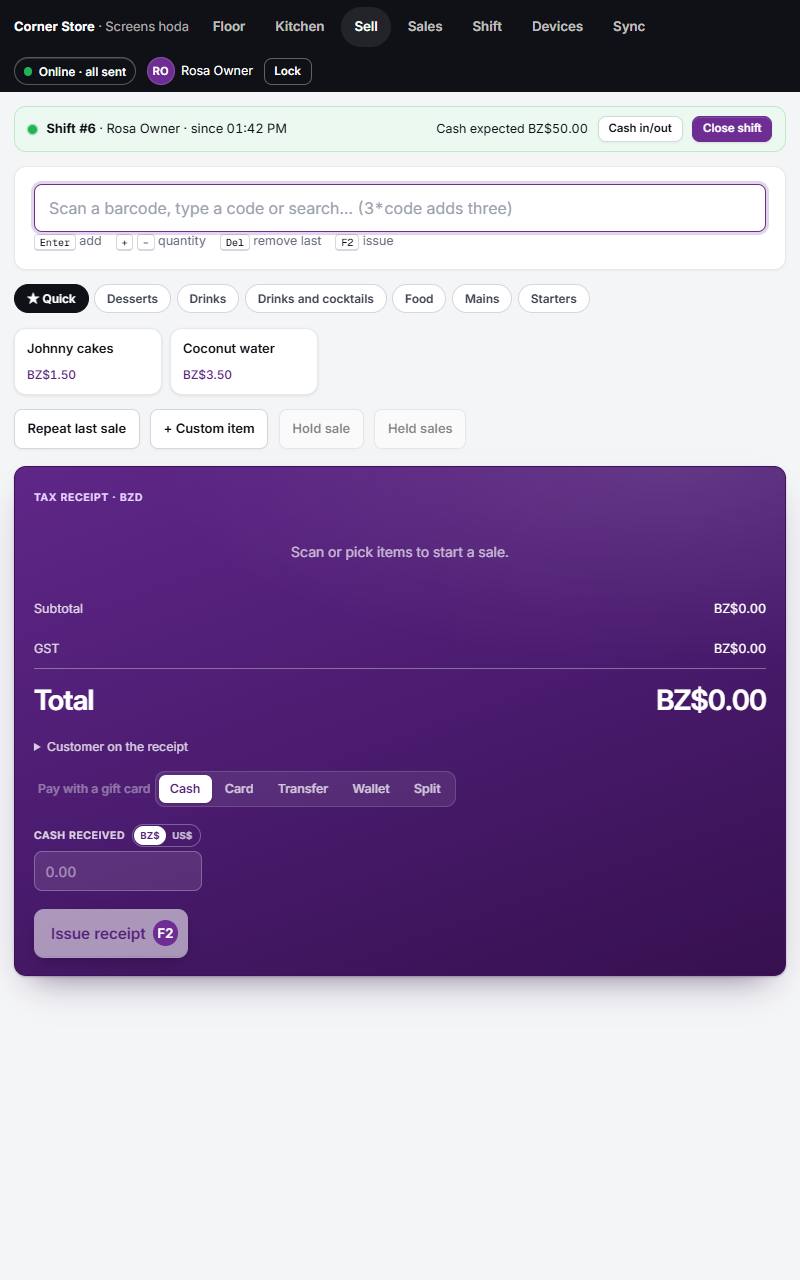 Corner Store · Screens hoda Floor Kitchen Sell Sales Shift Devices Sync
Online · all sent RO Rosa Owner Lock
Shift #6 · Rosa Owner · since 01:42 PM Cash expected BZ$50.00 Cash in/out Close shift
Scan a barcode, type a code or search... (3*code adds three)
Enter add + − quantity Del remove last F2 issue
★ Quick Desserts Drinks Drinks and cocktails Food Mains Starters
Johnny cakes Coconut water
BZ$1.50 BZ$3.50
Repeat last sale + Custom item Hold sale Held sales
TAX RECEIPT · BZD
Scan or pick items to start a sale.
Subtotal BZ$0.00
GST BZ$0.00
Total BZ$0.00
Customer on the receipt
Pay with a gift card Cash Card Transfer Wallet Split
CASH RECEIVED BZ$ US$
0.00
Issue receipt F2